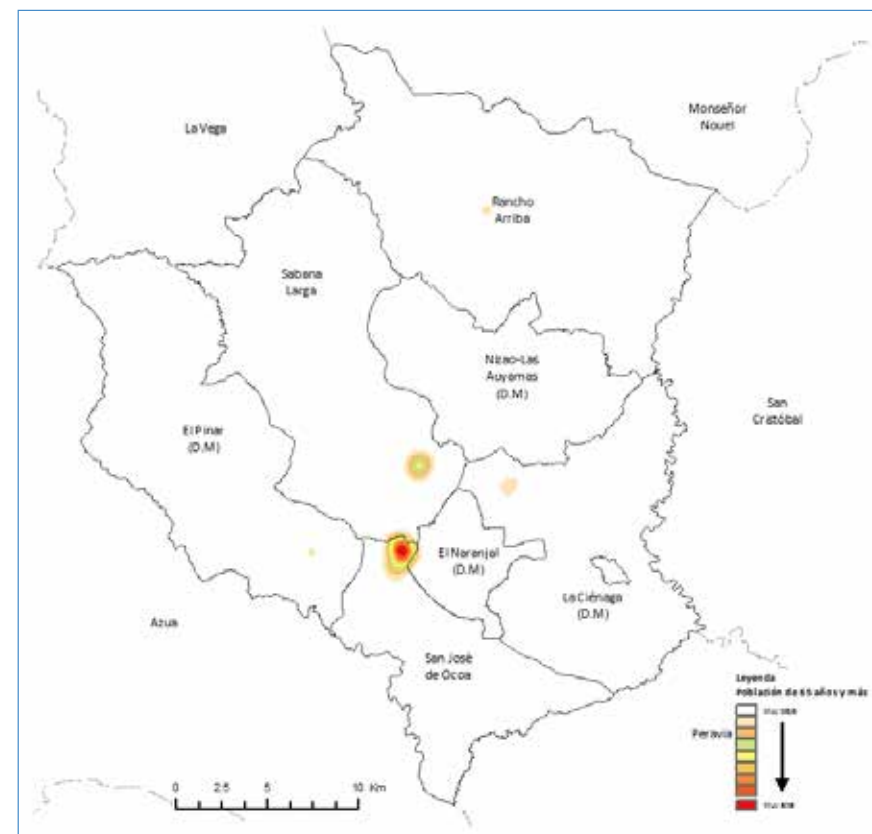 La Vega
Monseñor
Nouel
Rancho
Arriba
Sabana
Larga
Nizao-Las
Auyamas
(D.M)
San
Cristóbal
El Pinar
(D.M)
El Naranjal
(D.M)
La Ciénaga
(D.M)
Azua
San José
de Ocoa
Leyenda
Población de 65 años y más
Peravia
0 2.5 5 10 Km